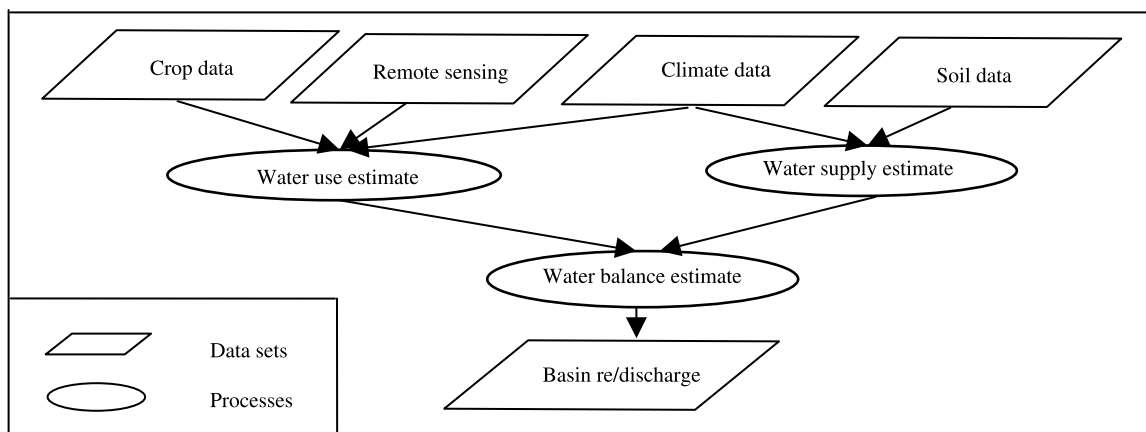 Crop data
Remote sensing
Climate data
Soil data
Water use estimate
Water supply estimate
Water balance estimate
Basin re/discharge
Data sets
Processes